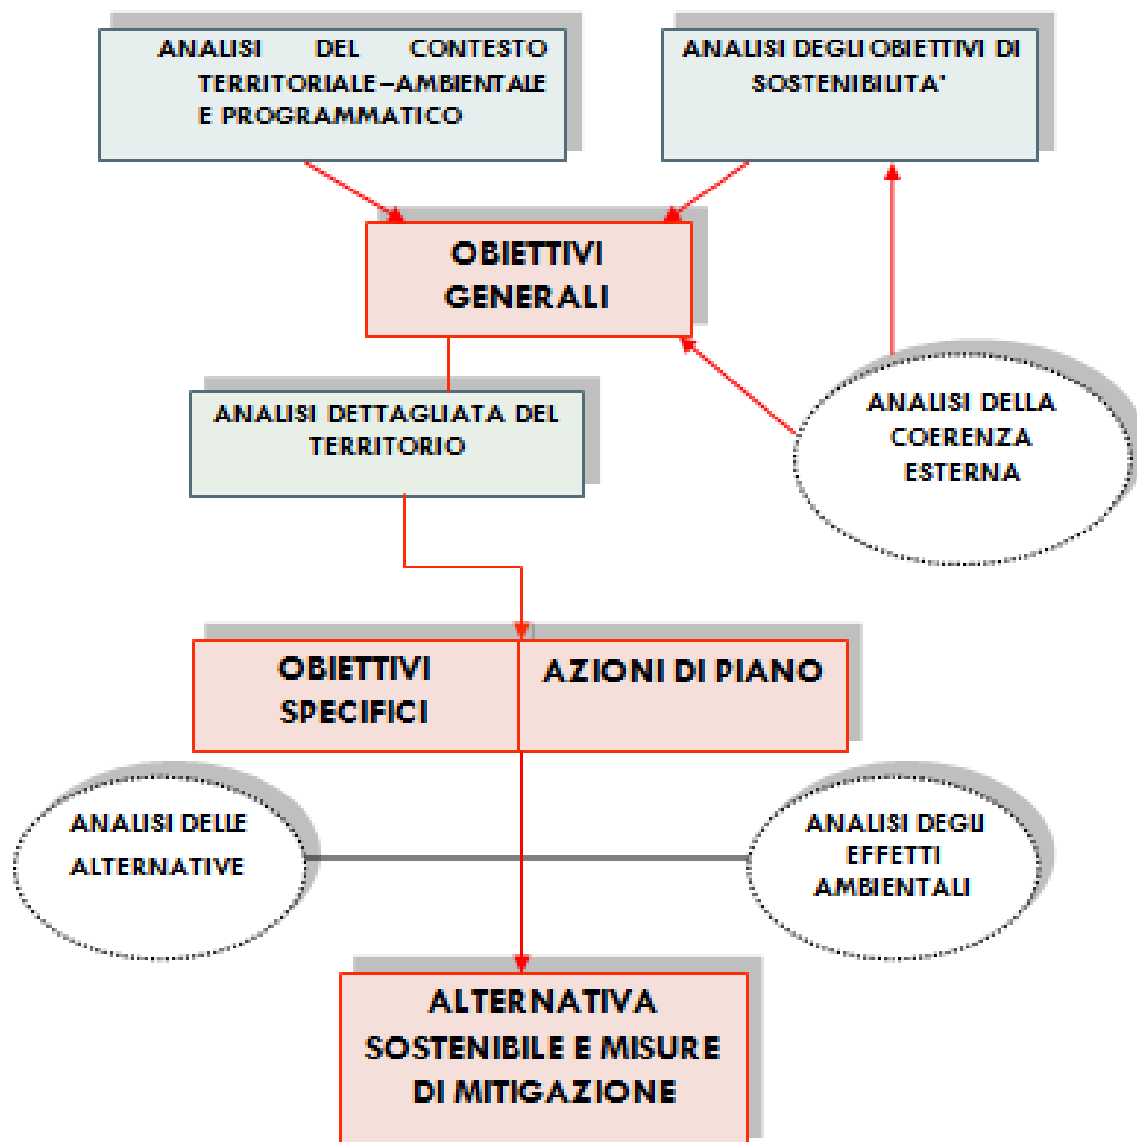 ANALISI DEL CONTESTO
TERRITORIALE–AMBIENTALE
E PROGRAMMATICO
ANALISI DEGLI OBIETTIVI DI
SOSTENIBILITA'
OBIETTIVI
GENERALI
ANALISI DETTAGLIATA DEL
TERRITORIO
ANALISI DELLA
COERENZA
ESTERNA
OBIETTIVI
SPECIFICI
AZIONI DI PIANO
ANALISI DELLE
ALTERNATIVE
ANALISI DEGLI
EFFETTI
AMBIENTALI
ALTERNATIVA
SOSTENIBILE E MISURE
DI MITIGAZIONE